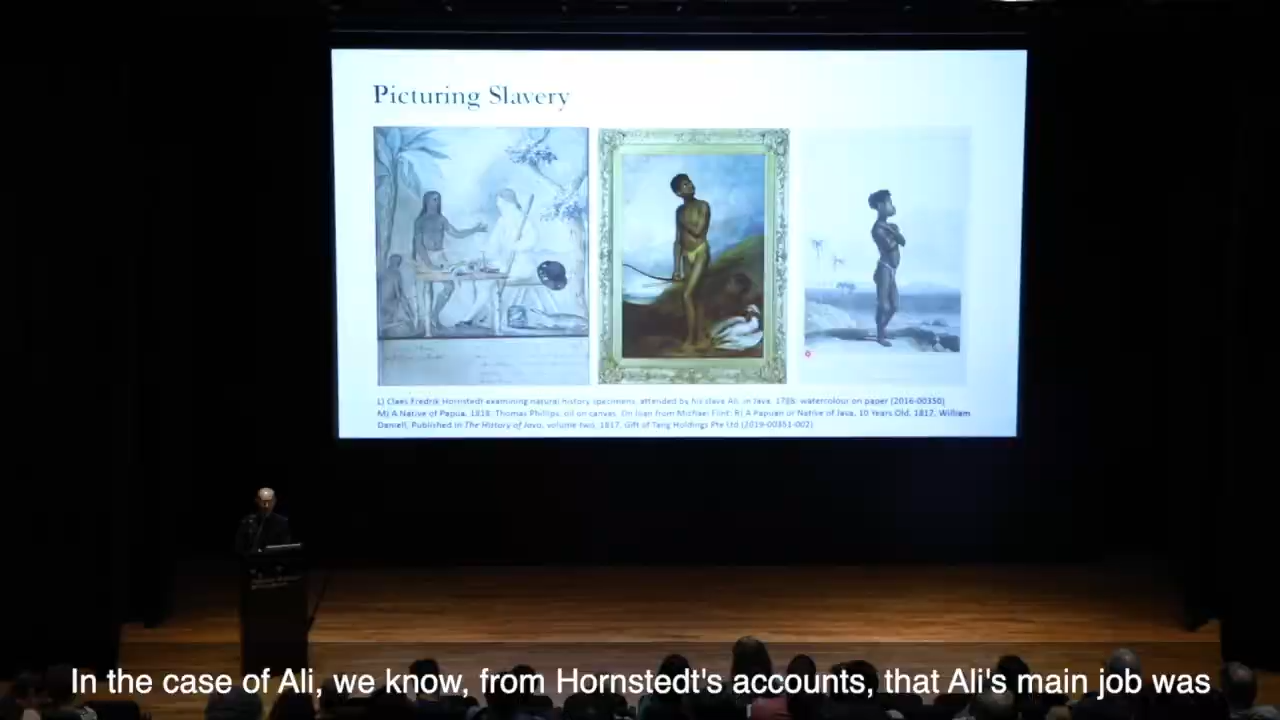 Picturing Slavery
L) Claes Fredrik Hornstedt examining natural history specimens, attended by his slave Ali, in Java, 1788; watercolour on paper (2016-00350)
M) A Native of Papua, 1818, Thomas Phillips, oil on canvas, On loan from Michael Flint; R) A Papuan or Native of Java, 10 Years Old, 1817, William
Daniell, Published in The History of Java, volume two, 1817, Gift of Tang Holdings Pte Ltd (2019-00351-002)
In the case of Ali, we know, from Hornstedt's accounts, that Ali's main job was